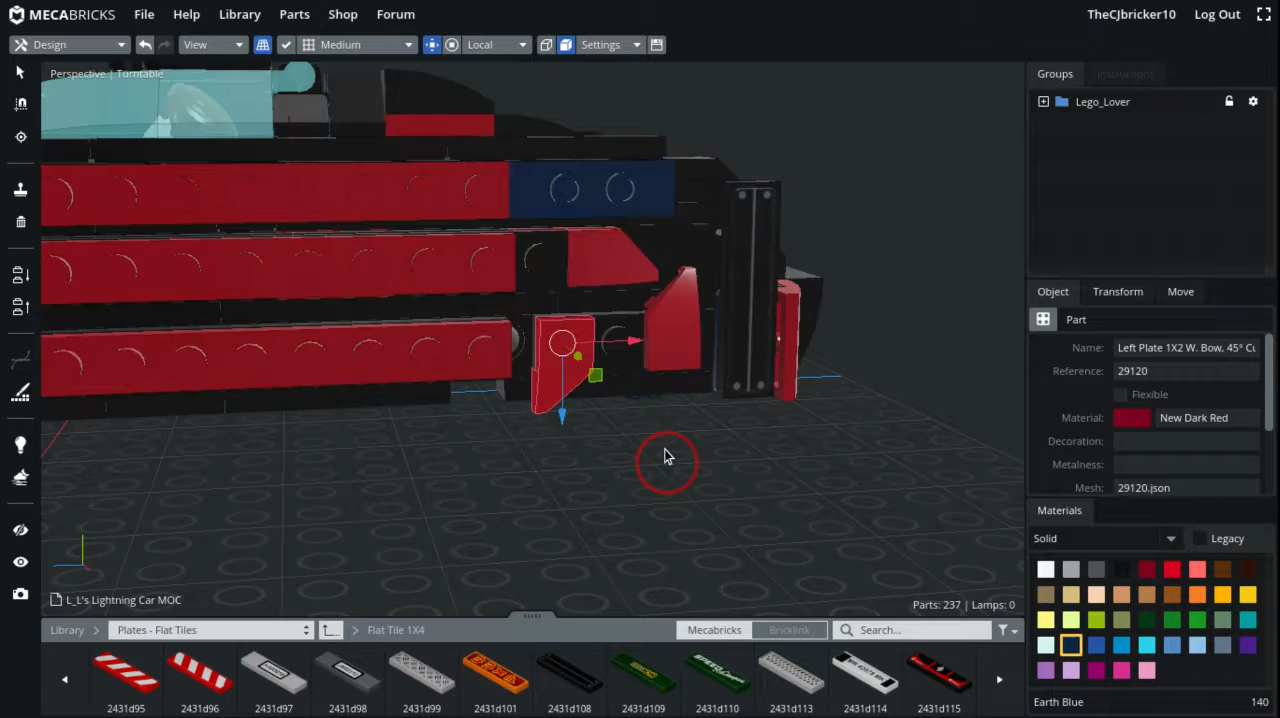 MECABRICKS File Help Library Parts Shop Forum TheCJbricker10 Log Out
Design View Medium Local Settings
Perspective | Turntable
Groups Instructions
Lego_Lover
Object Transform Move
Part
Name: Left Plate 1X2 W. Bow, 45° Cu
Reference: 29120
Flexible
Material: New Dark Red
Decoration:
Metalness:
Mesh: 29120.json
Materials
Solid Legacy
L_L's Lightning Car MOC
Parts: 237 | Lamps: 0
Library Plates - Flat Tiles Flat Tile 1X4 Mecabricks Bricklink Search...
2431d95 2431d96 2431d97 2431d98 2431d99 2431d101 2431d108 2431d109 2431d110 2431d113 2431d114 2431d115
Earth Blue 140